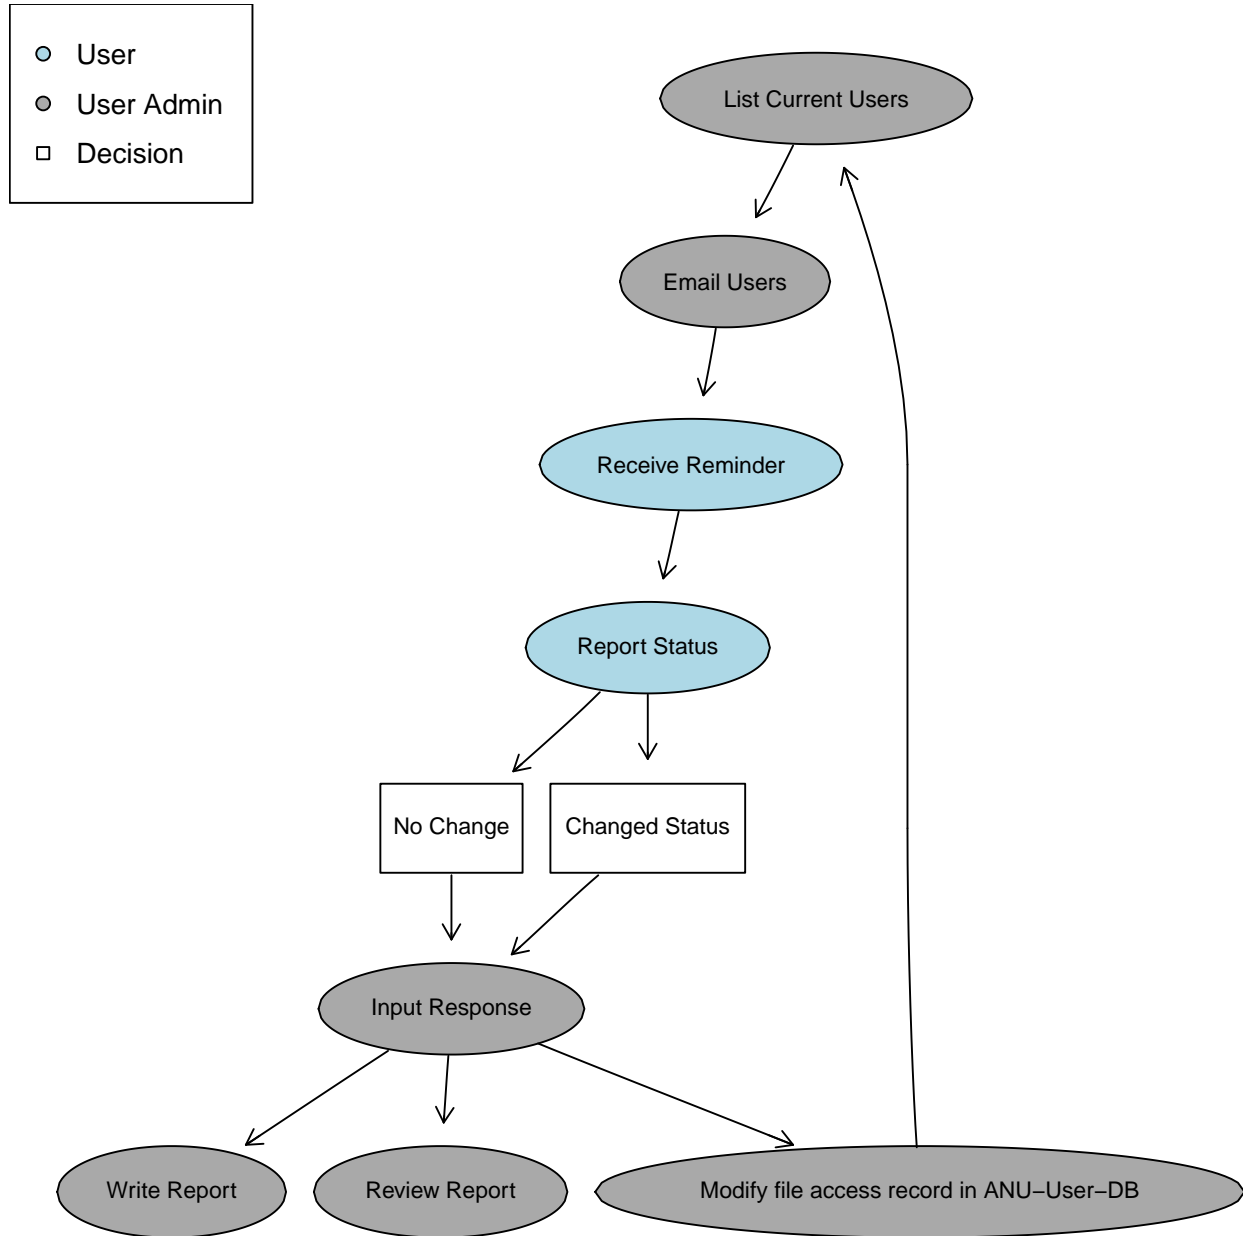 User
User Admin
Decision
List Current Users
Email Users
Receive Reminder
Report Status
No Change
Changed Status
Input Response
Write Report
Review Report
Modify file access record in ANU−User−DB